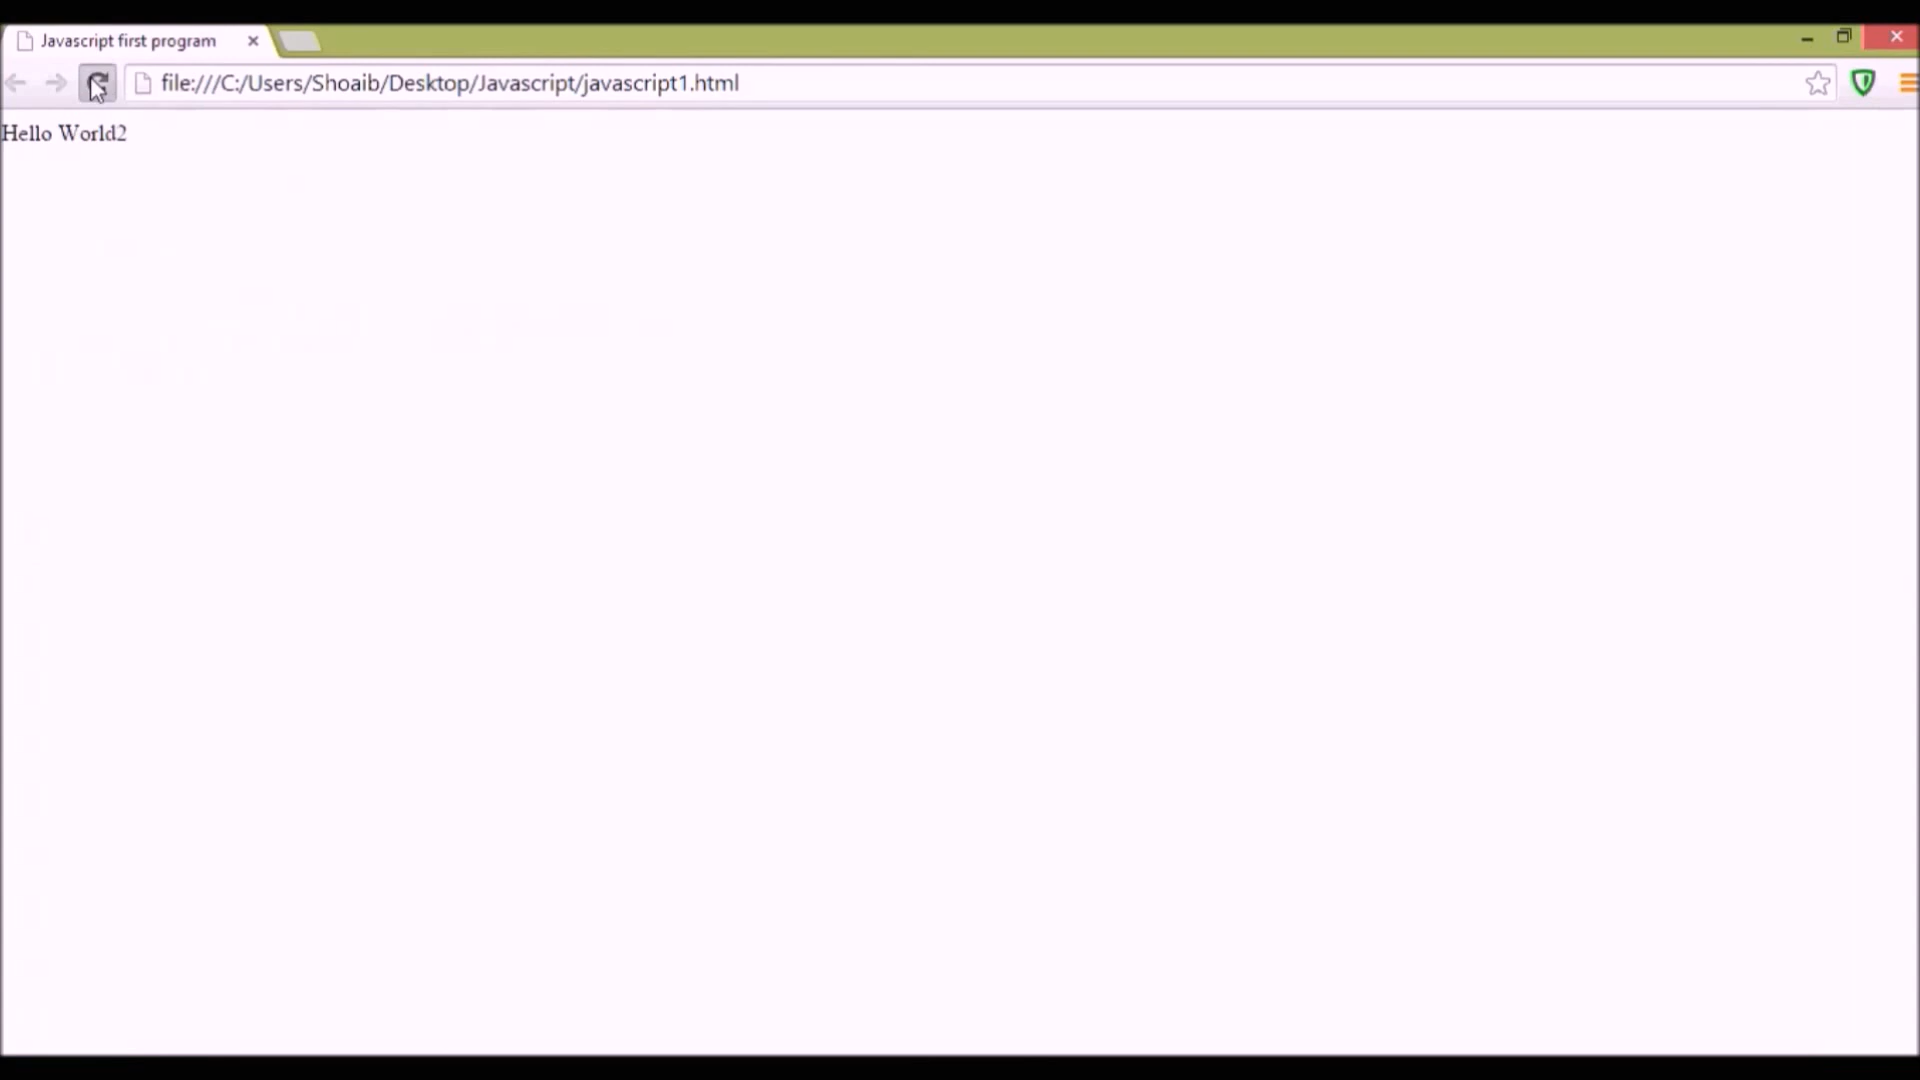 Javascript first program
file:///C:/Users/Shoaib/Desktop/Javascript/javascript1.html
Hello World2